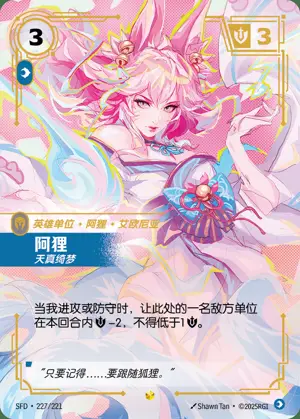 3
3
英雄单位 • 阿狸 • 艾欧尼亚
阿狸
天真绮梦
当我进攻或防守时，让此处的一名敌方单位
在本回合内 -2，不得低于1 。
"只要记得……要跟随狐狸。"
SFD • 227/221
Shawn Tan • ©2025RGI